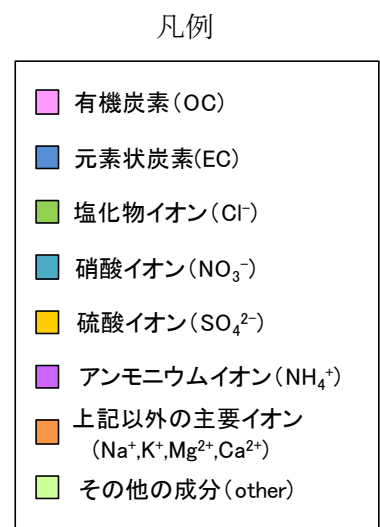 凡例
有機炭素(OC)
元素状炭素(EC)
塩化物イオン(Cl⁻)
硝酸イオン(NO₃⁻)
硫酸イオン(SO₄²⁻)
アンモニウムイオン(NH₄⁺)
上記以外の主要イオン
(Na⁺,K⁺,Mg²⁺,Ca²⁺)
その他の成分(other)